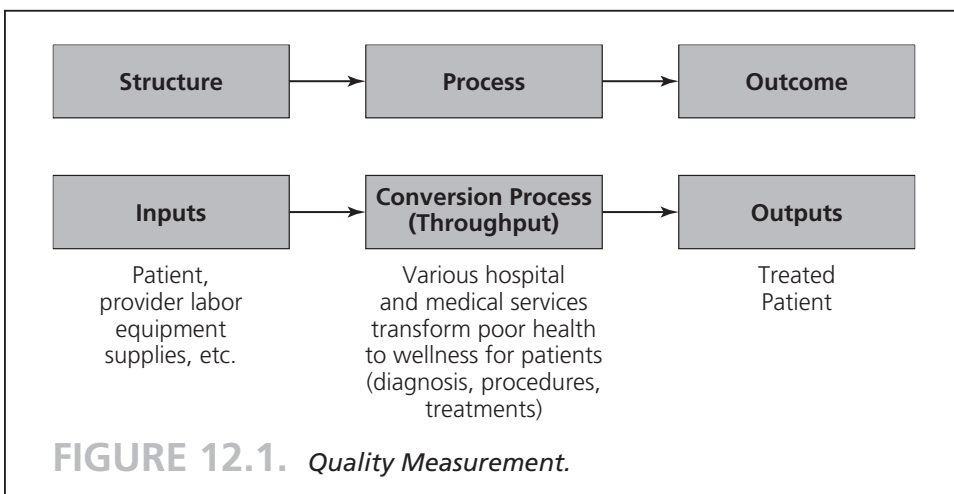 Structure
Process
Outcome
Inputs
Conversion Process
(Throughput)
Outputs
Patient,
provider labor
equipment
supplies, etc.
Various hospital
and medical services
transform poor health
to wellness for patients
(diagnosis, procedures,
treatments)
Treated
Patient
FIGURE 12.1. Quality Measurement.